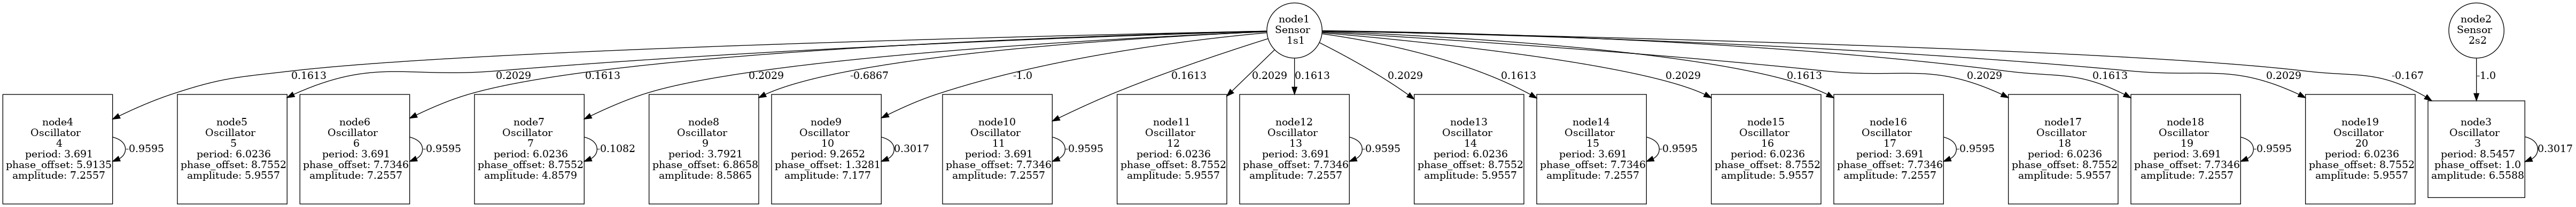 node1
Sensor
1s1
node2
Sensor
2s2
0.1613
0.2029
0.1613
0.2029
-0.6867
-1.0
0.1613
0.2029
0.1613
0.2029
0.1613
0.2029
0.1613
0.2029
0.1613
0.2029
-0.167
-1.0
node4
Oscillator
4
period: 3.691
phase_offset: 5.9135
amplitude: 7.2557
-0.9595
node5
Oscillator
5
period: 6.0236
phase_offset: 8.7552
amplitude: 5.9557
node6
Oscillator
6
period: 3.691
phase_offset: 7.7346
amplitude: 7.2557
-0.9595
node7
Oscillator
7
period: 6.0236
phase_offset: 8.7552
amplitude: 4.8579
-0.1082
node8
Oscillator
9
period: 3.7921
phase_offset: 6.8658
amplitude: 8.5865
node9
Oscillator
10
period: 9.2652
phase_offset: 1.3281
amplitude: 7.177
0.3017
node10
Oscillator
11
period: 3.691
phase_offset: 7.7346
amplitude: 7.2557
-0.9595
node11
Oscillator
12
period: 6.0236
phase_offset: 8.7552
amplitude: 5.9557
node12
Oscillator
13
period: 3.691
phase_offset: 7.7346
amplitude: 7.2557
-0.9595
node13
Oscillator
14
period: 6.0236
phase_offset: 8.7552
amplitude: 5.9557
node14
Oscillator
15
period: 3.691
phase_offset: 7.7346
amplitude: 7.2557
-0.9595
node15
Oscillator
16
period: 6.0236
phase_offset: 8.7552
amplitude: 5.9557
node16
Oscillator
17
period: 3.691
phase_offset: 7.7346
amplitude: 7.2557
-0.9595
node17
Oscillator
18
period: 6.0236
phase_offset: 8.7552
amplitude: 5.9557
node18
Oscillator
19
period: 3.691
phase_offset: 7.7346
amplitude: 7.2557
-0.9595
node19
Oscillator
20
period: 6.0236
phase_offset: 8.7552
amplitude: 5.9557
node3
Oscillator
3
period: 8.5457
phase_offset: 1.0
amplitude: 6.5588
0.3017